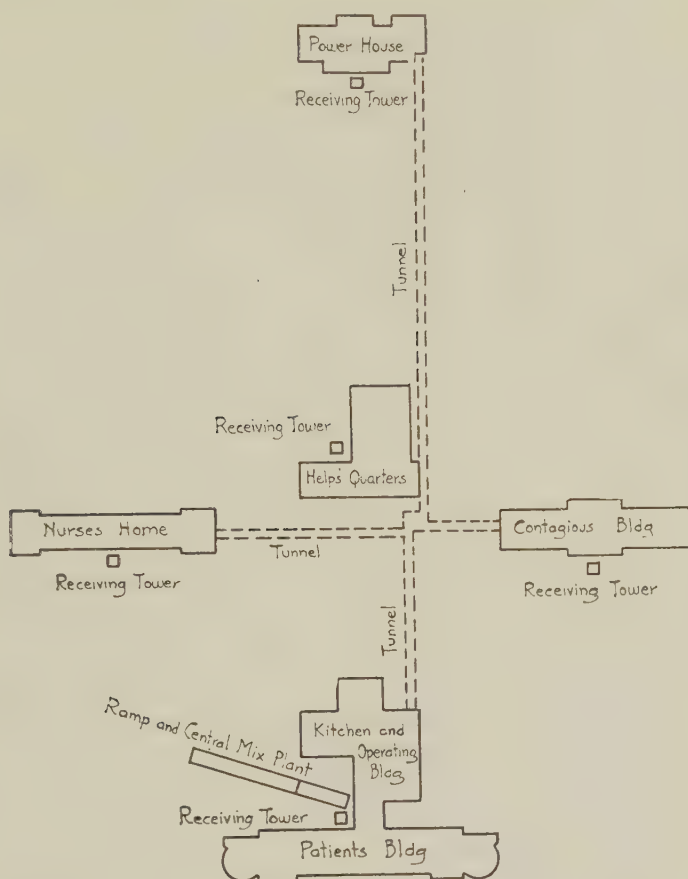 Power House
Receiving Tower
Tunnel
Receiving Tower
Helps' Quarters
Nurses Home
Contagious Bldg
Tunnel
Receiving Tower
Receiving Tower
Tunnel
Ramp and Central Mix Plant
Kitchen and
Operating
Bldg
Receiving Tower
Patients Bldg